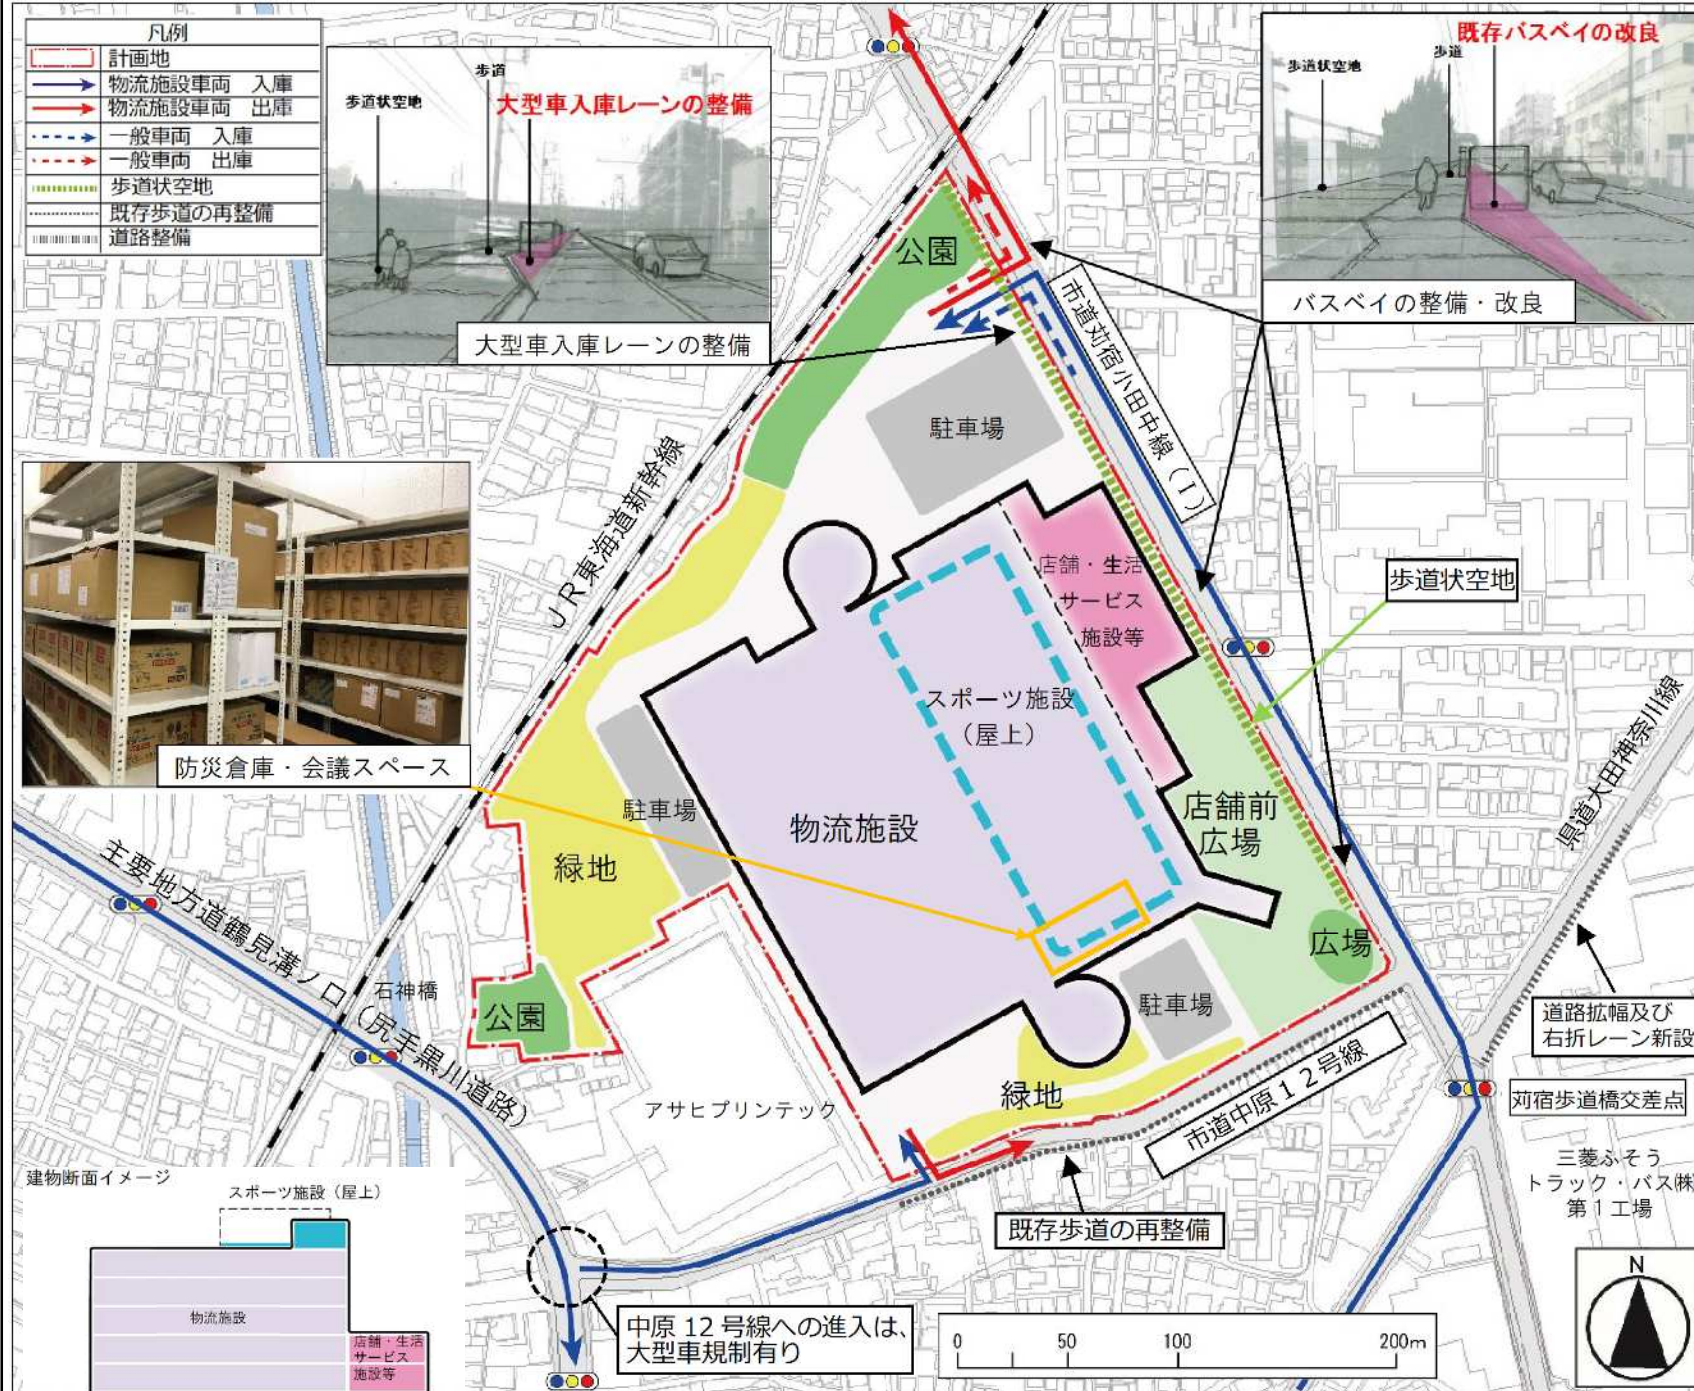 凡例
計画地
物流施設車両 入庫
物流施設車両 出庫
一般車両 入庫
一般車両 出庫
歩道状空地
既存歩道の再整備
道路整備
歩道
歩道状空地
大型車入庫レーンの整備
大型車入庫レーンの整備
既存バスベイの改良
歩道
歩道状空地
バスベイの整備・改良
公園
市道苅宿小田中線(Ⅰ)
駐車場
JR東海道新幹線
店舗・生活
サービス
施設等
歩道状空地
スポーツ施設
(屋上)
防災倉庫・会議スペース
駐車場
物流施設
店舗前
広場
県道大田神奈川線
緑地
主要地方道鶴見溝ノ口(尻手黒川道路)
石神橋
広場
公園
駐車場
道路拡幅及び
右折レーン新設
緑地
市道中原12号線
苅宿歩道橋交差点
アサヒプリンテック
三菱ふそう
トラック・バス㈱
第1工場
既存歩道の再整備
建物断面イメージ
スポーツ施設(屋上)
物流施設
店舗・生活
サービス
施設等
中原12号線への進入は、
大型車規制有り
0 50 100 200m
N